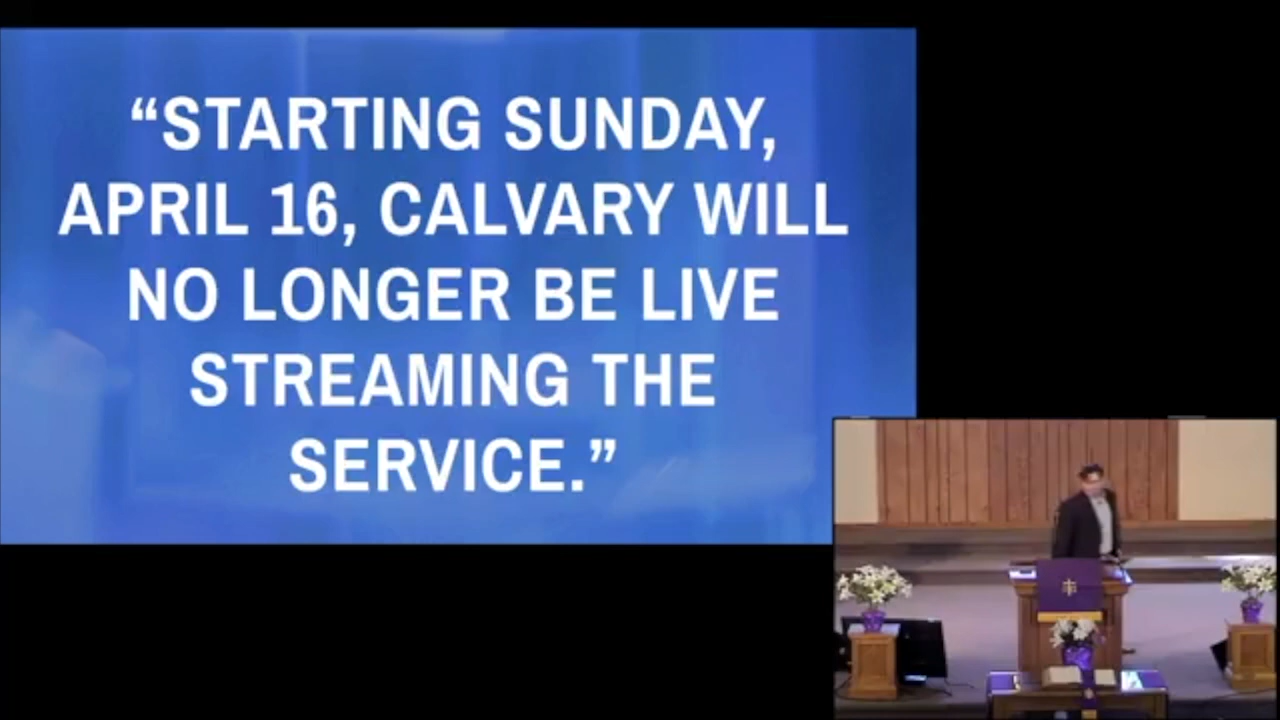 “STARTING SUNDAY,
APRIL 16, CALVARY WILL
NO LONGER BE LIVE
STREAMING THE
SERVICE.”